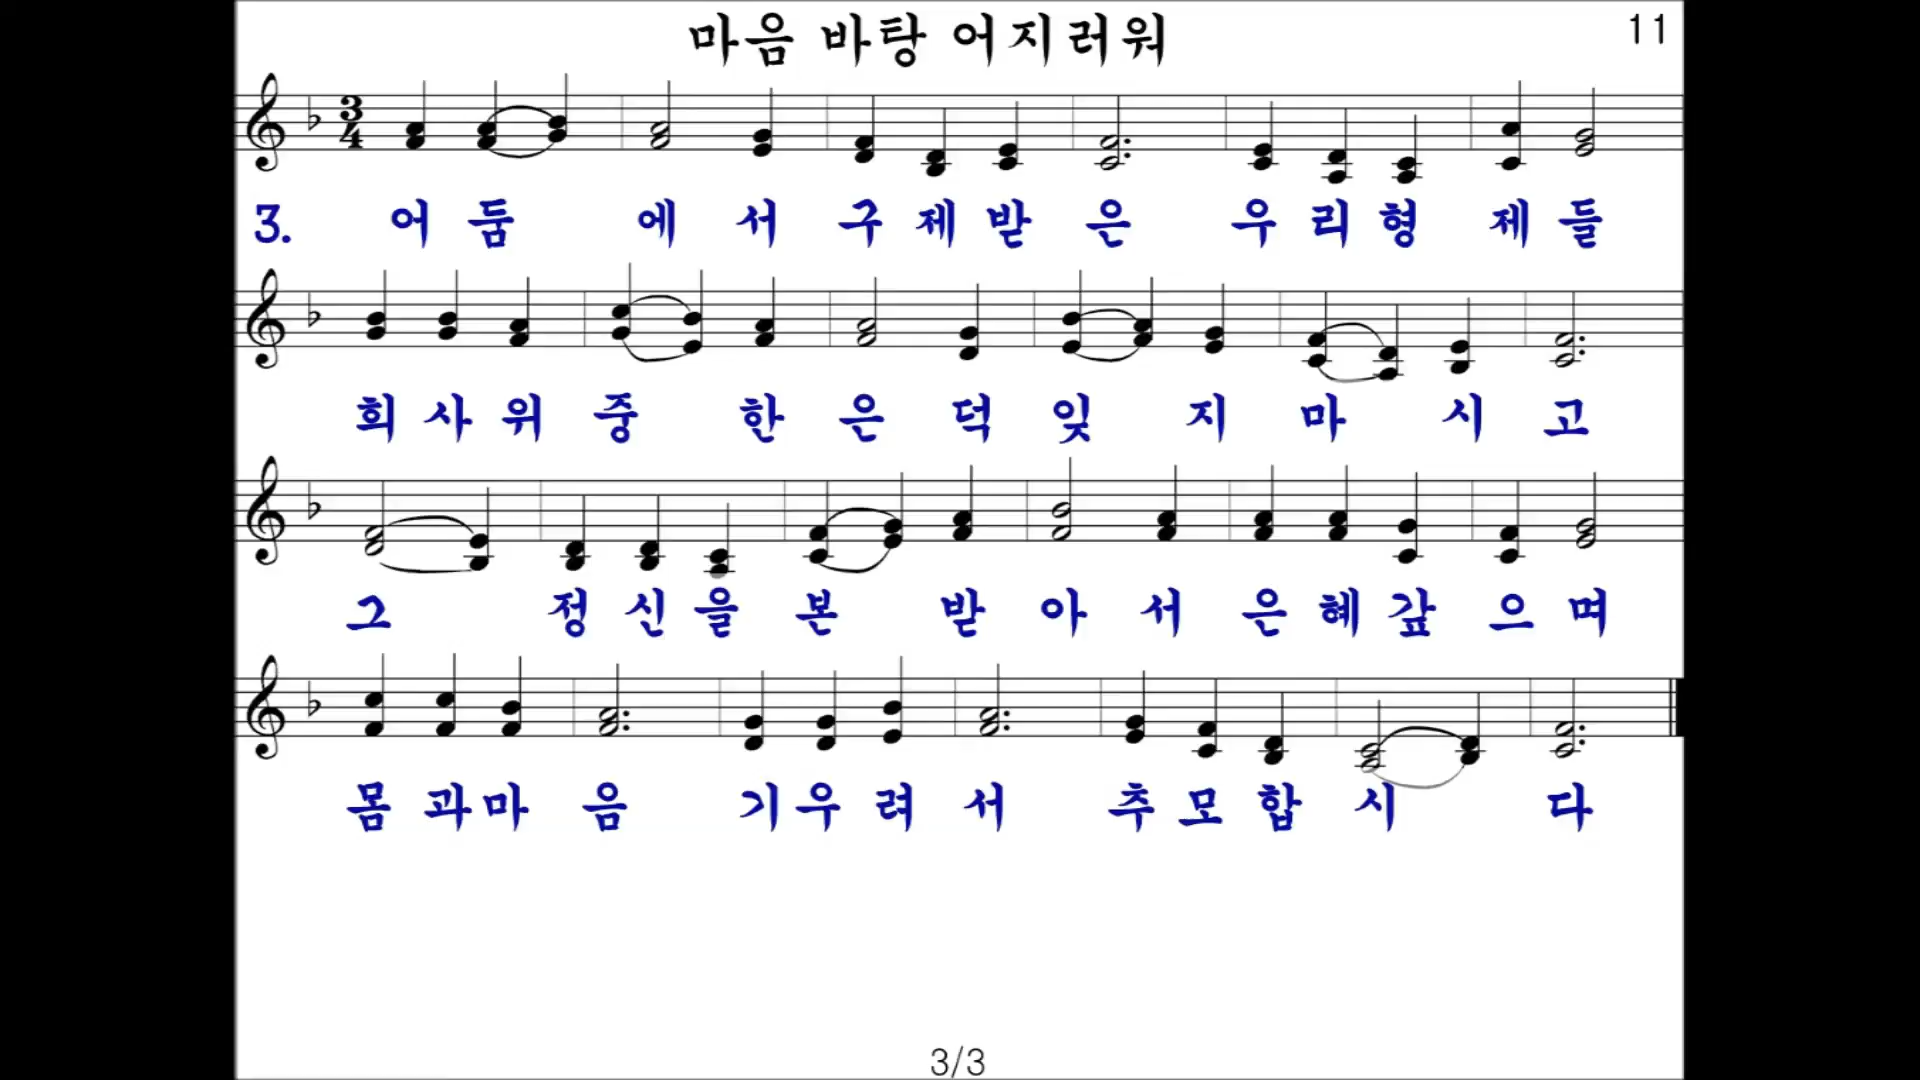 마음 바탕 어지러워
11
3. 어 둠 에 서 구 제 받 은 우 리 형 제 들
희 사 위 중 한 은 덕 잊 지 마 시 고
그 정 신 을 본 받 아 서 은 혜 갚 으 며
몸 과 마 음 기 우 려 서 추 모 합 시 다
3/3